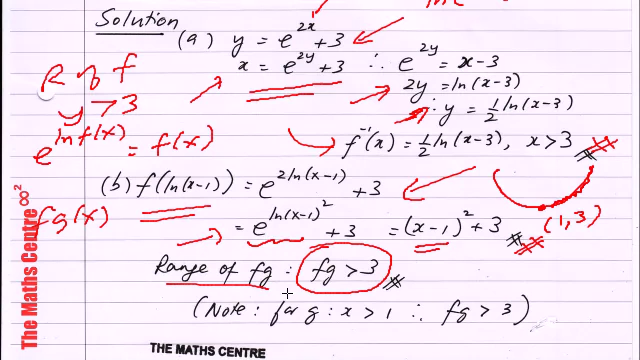 Solution
(a) y = e^{2x} + 3
x = e^{2y} + 3 ∴ e^{2y} = x - 3
2y = ln(x-3)
∴ y = 1/2 ln(x-3)
R of f
y > 3
e^{ln f(x)} = f(x)
f^{-1}(x) = 1/2 ln(x-3), x > 3
(b) f(ln(x-1)) = e^{2ln(x-1)} + 3
fg(x)
= e^{ln(x-1)^2} + 3 = (x-1)^2 + 3
(1,3)
Range of fg : fg > 3
(Note: for g : x > 1 ∴ fg > 3)
The Maths Centre ∞²
THE MATHS CENTRE